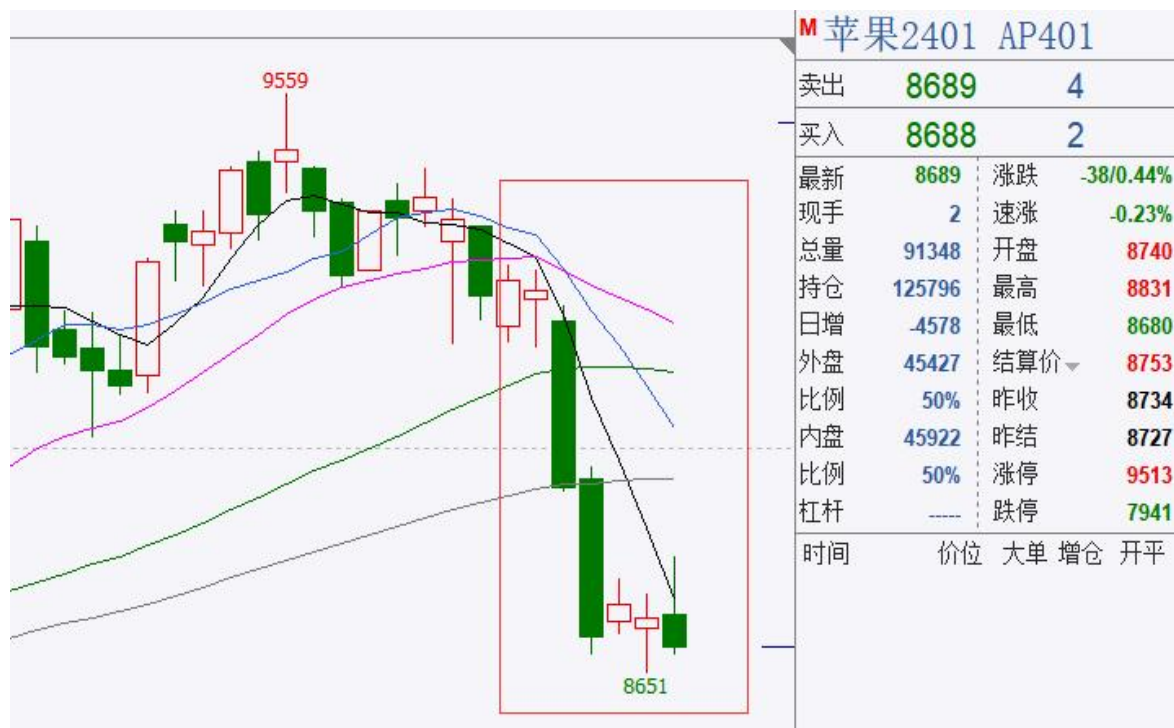 M 苹果2401 AP401
卖出 8689 4
买入 8688 2
最新 8689 涨跌 -38/0.44%
现手 2 速涨 -0.23%
总量 91348 开盘 8740
持仓 125796 最高 8831
日增 -4578 最低 8680
外盘 45427 结算价 8753
比例 50% 昨收 8734
内盘 45922 昨结 8727
比例 50% 涨停 9513
杠杆 ----- 跌停 7941
时间 价位 大单 增仓 开平
9559
8651